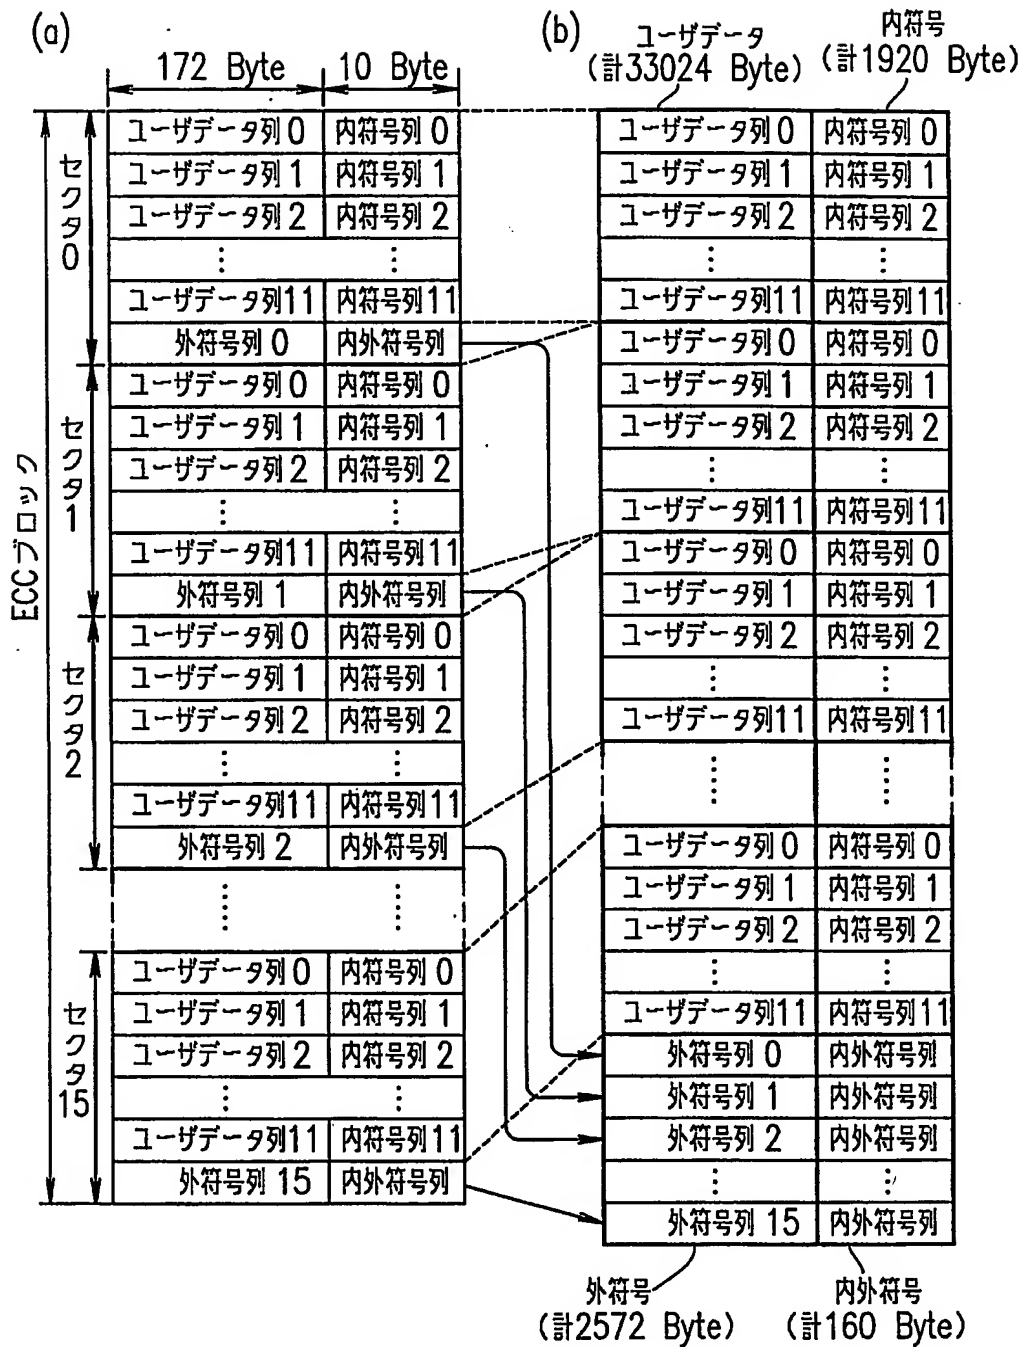 (a)
172 Byte
10 Byte
ECCブロック
セクタ0
ユーザデータ列 0 内符号列 0
ユーザデータ列 1 内符号列 1
ユーザデータ列 2 内符号列 2
⋮ ⋮
ユーザデータ列11 内符号列11
外符号列 0 内外符号列
セクタ1
ユーザデータ列 0 内符号列 0
ユーザデータ列 1 内符号列 1
ユーザデータ列 2 内符号列 2
⋮ ⋮
ユーザデータ列11 内符号列11
外符号列 1 内外符号列
セクタ2
ユーザデータ列 0 内符号列 0
ユーザデータ列 1 内符号列 1
ユーザデータ列 2 内符号列 2
⋮ ⋮
ユーザデータ列11 内符号列11
外符号列 2 内外符号列
⋮ ⋮
セクタ15
ユーザデータ列 0 内符号列 0
ユーザデータ列 1 内符号列 1
ユーザデータ列 2 内符号列 2
⋮ ⋮
ユーザデータ列11 内符号列11
外符号列 15 内外符号列
(b)
ユーザデータ
(計33024 Byte)
内符号
(計1920 Byte)
ユーザデータ列 0 内符号列 0
ユーザデータ列 1 内符号列 1
ユーザデータ列 2 内符号列 2
⋮ ⋮
ユーザデータ列11 内符号列11
ユーザデータ列 0 内符号列 0
ユーザデータ列 1 内符号列 1
ユーザデータ列 2 内符号列 2
⋮ ⋮
ユーザデータ列11 内符号列11
ユーザデータ列 0 内符号列 0
ユーザデータ列 1 内符号列 1
ユーザデータ列 2 内符号列 2
⋮ ⋮
ユーザデータ列11 内符号列11
⋮ ⋮
ユーザデータ列 0 内符号列 0
ユーザデータ列 1 内符号列 1
ユーザデータ列 2 内符号列 2
⋮ ⋮
ユーザデータ列11 内符号列11
外符号列 0 内外符号列
外符号列 1 内外符号列
外符号列 2 内外符号列
⋮ ⋮
外符号列 15 内外符号列
外符号
(計2572 Byte)
内外符号
(計160 Byte)